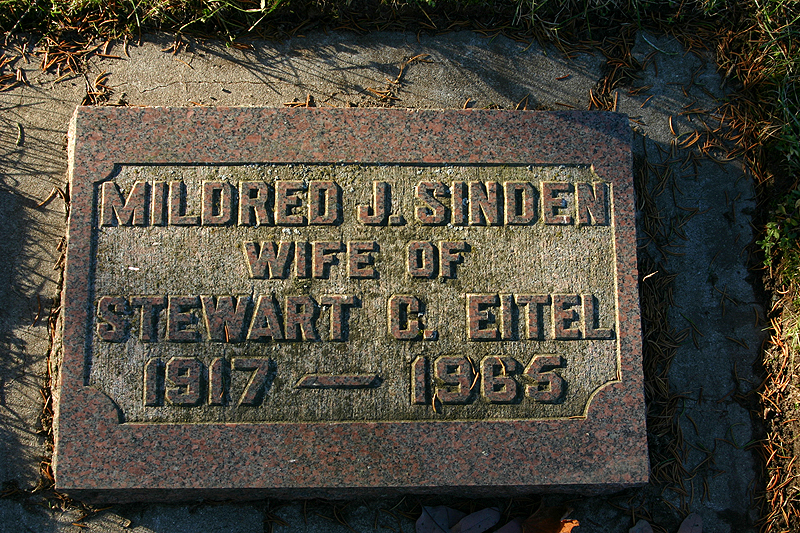 MILDRED J. SINDEN
WIFE OF
STEWART C. EITEL
1917 — 1965